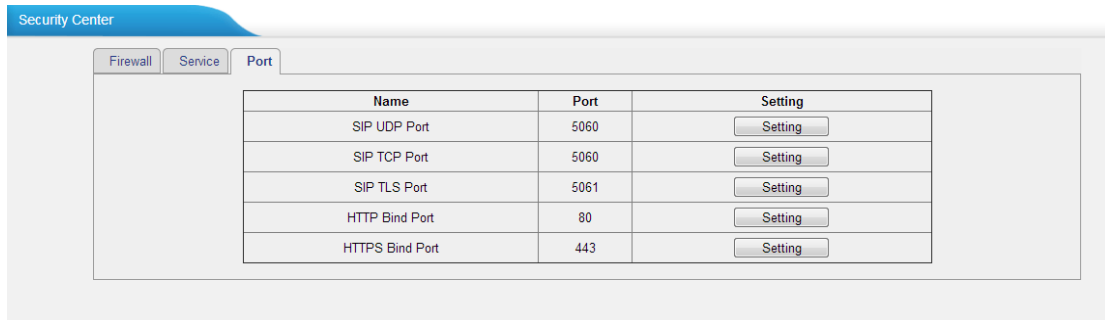 Security Center
Firewall Service Port
Name Port Setting
SIP UDP Port 5060 Setting
SIP TCP Port 5060 Setting
SIP TLS Port 5061 Setting
HTTP Bind Port 80 Setting
HTTPS Bind Port 443 Setting